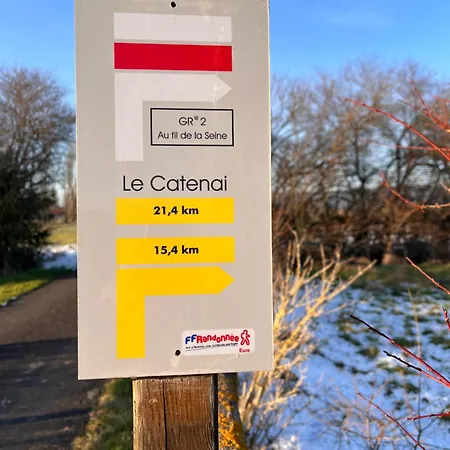 GR® 2
Au fil de la Seine
Le Catenai
21,4 km
15,4 km
FFRandonnée
Eure